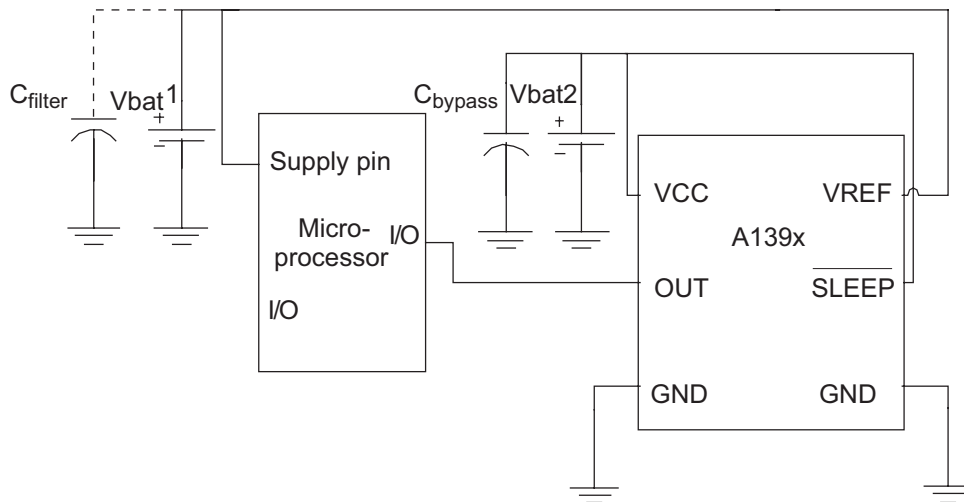 Cfilter
Vbat1
+
−
Cbypass
Vbat2
+
−
Supply pin
Micro-
processor
I/O
I/O
VCC
VREF
A139x
OUT
SLEEP
GND
GND